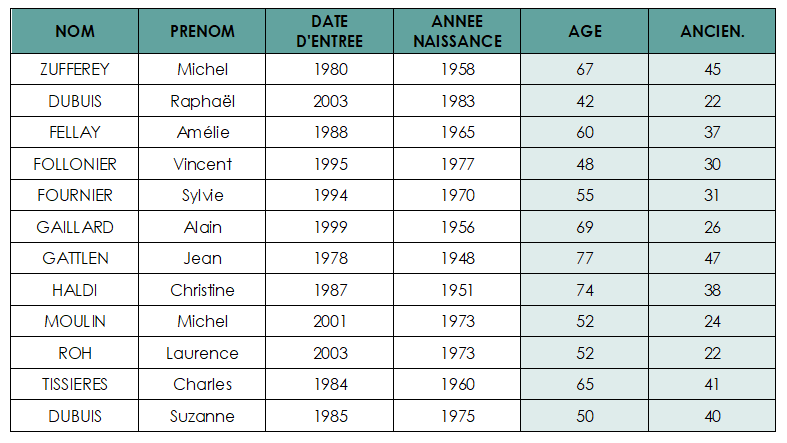 NOM PRENOM DATE D'ENTREE ANNEE NAISSANCE AGE ANCIEN.
ZUFFEREY Michel 1980 1958 67 45
DUBUIS Raphaël 2003 1983 42 22
FELLAY Amélie 1988 1965 60 37
FOLLONIER Vincent 1995 1977 48 30
FOURNIER Sylvie 1994 1970 55 31
GAILLARD Alain 1999 1956 69 26
GATTLEN Jean 1978 1948 77 47
HALDI Christine 1987 1951 74 38
MOULIN Michel 2001 1973 52 24
ROH Laurence 2003 1973 52 22
TISSIERES Charles 1984 1960 65 41
DUBUIS Suzanne 1985 1975 50 40